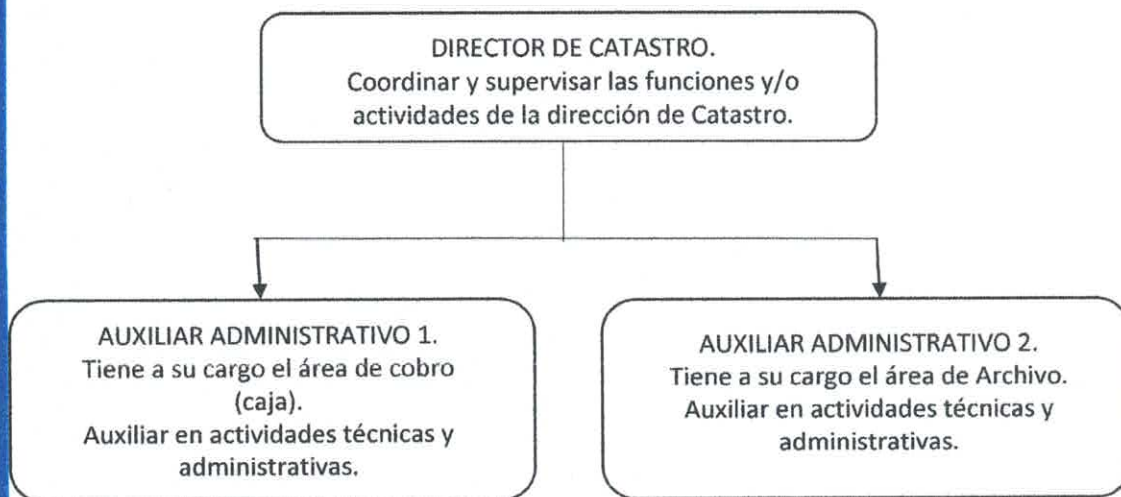 DIRECTOR DE CATASTRO.
Coordinar y supervisar las funciones y/o
actividades de la dirección de Catastro.
AUXILIAR ADMINISTRATIVO 1.
Tiene a su cargo el área de cobro
(caja).
Auxiliar en actividades técnicas y
administrativas.
AUXILIAR ADMINISTRATIVO 2.
Tiene a su cargo el área de Archivo.
Auxiliar en actividades técnicas y
administrativas.